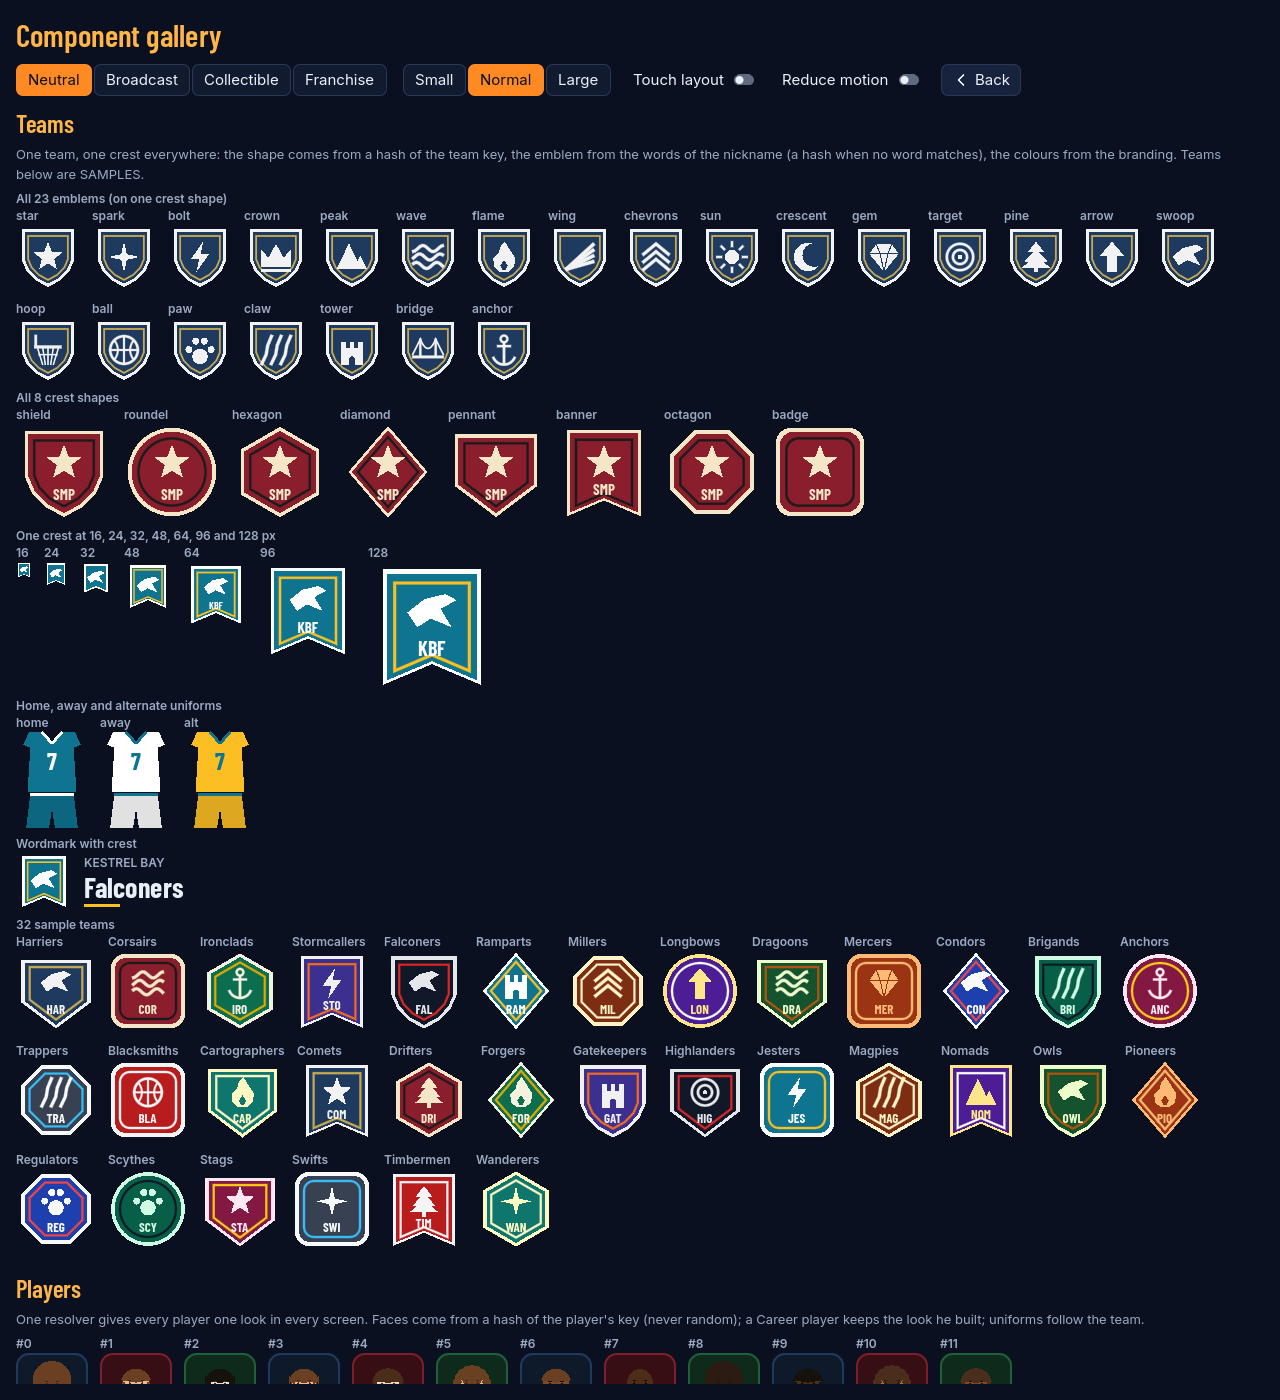 Component gallery
Neutral Broadcast Collectible Franchise Small Normal Large Touch layout Reduce motion Back
Teams
One team, one crest everywhere: the shape comes from a hash of the team key, the emblem from the words of the nickname (a hash when no word matches), the colours from the branding. Teams
below are SAMPLES.
All 23 emblems (on one crest shape)
star spark bolt crown peak wave flame wing chevrons sun crescent gem target pine arrow swoop
hoop ball paw claw tower bridge anchor
All 8 crest shapes
shield roundel hexagon diamond pennant banner octagon badge
SMP SMP SMP SMP SMP SMP SMP SMP
One crest at 16, 24, 32, 48, 64, 96 and 128 px
16 24 32 48 64 96 128
KBF KBF KBF
Home, away and alternate uniforms
home away alt
7 7 7
Wordmark with crest
KESTREL BAY
Falconers
32 sample teams
Harriers Corsairs Ironclads Stormcallers Falconers Ramparts Millers Longbows Dragoons Mercers Condors Brigands Anchors
HAR COR IRO STO FAL RAM MIL LON DRA MER CON BRI ANC
Trappers Blacksmiths Cartographers Comets Drifters Forgers Gatekeepers Highlanders Jesters Magpies Nomads Owls Pioneers
TRA BLA CAR COM DRI FOR GAT HIG JES MAG NOM OWL PIO
Regulators Scythes Stags Swifts Timbermen Wanderers
REG SCY STA SWI TIM WAN
Players
One resolver gives every player one look in every screen. Faces come from a hash of the player's key (never random); a Career player keeps the look he built; uniforms follow the team.
#0 #1 #2 #3 #4 #5 #6 #7 #8 #9 #10 #11